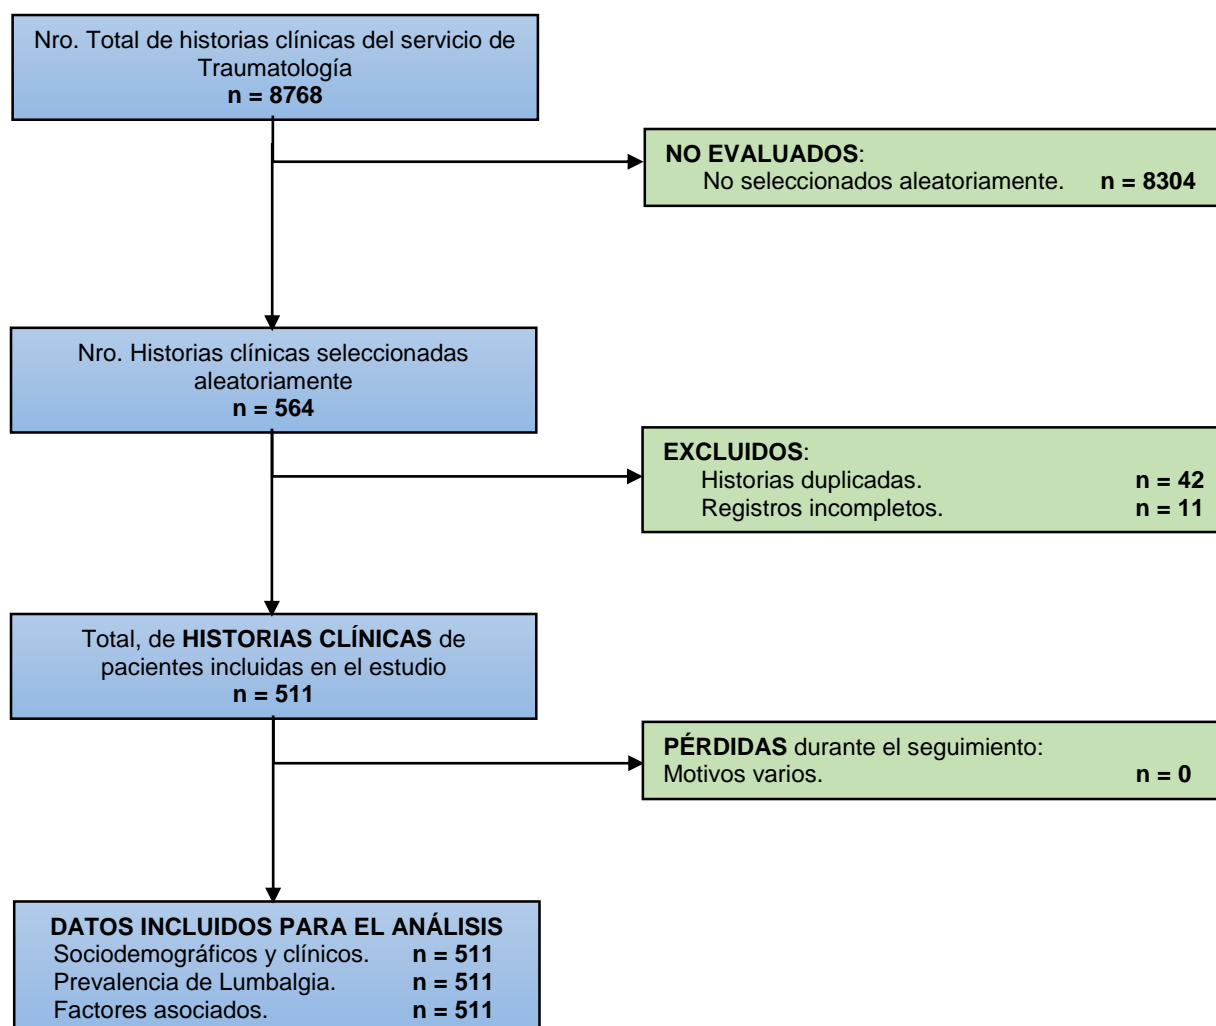 Nro. Total de historias clínicas del servicio de
Traumatología
n = 8768
NO EVALUADOS:
No seleccionados aleatoriamente. n = 8304
Nro. Historias clínicas seleccionadas
aleatoriamente
n = 564
EXCLUIDOS:
Historias duplicadas. n = 42
Registros incompletos. n = 11
Total, de HISTORIAS CLÍNICAS de
pacientes incluidas en el estudio
n = 511
PÉRDIDAS durante el seguimiento:
Motivos varios. n = 0
DATOS INCLUIDOS PARA EL ANÁLISIS
Sociodemográficos y clínicos. n = 511
Prevalencia de Lumbalgia. n = 511
Factores asociados. n = 511